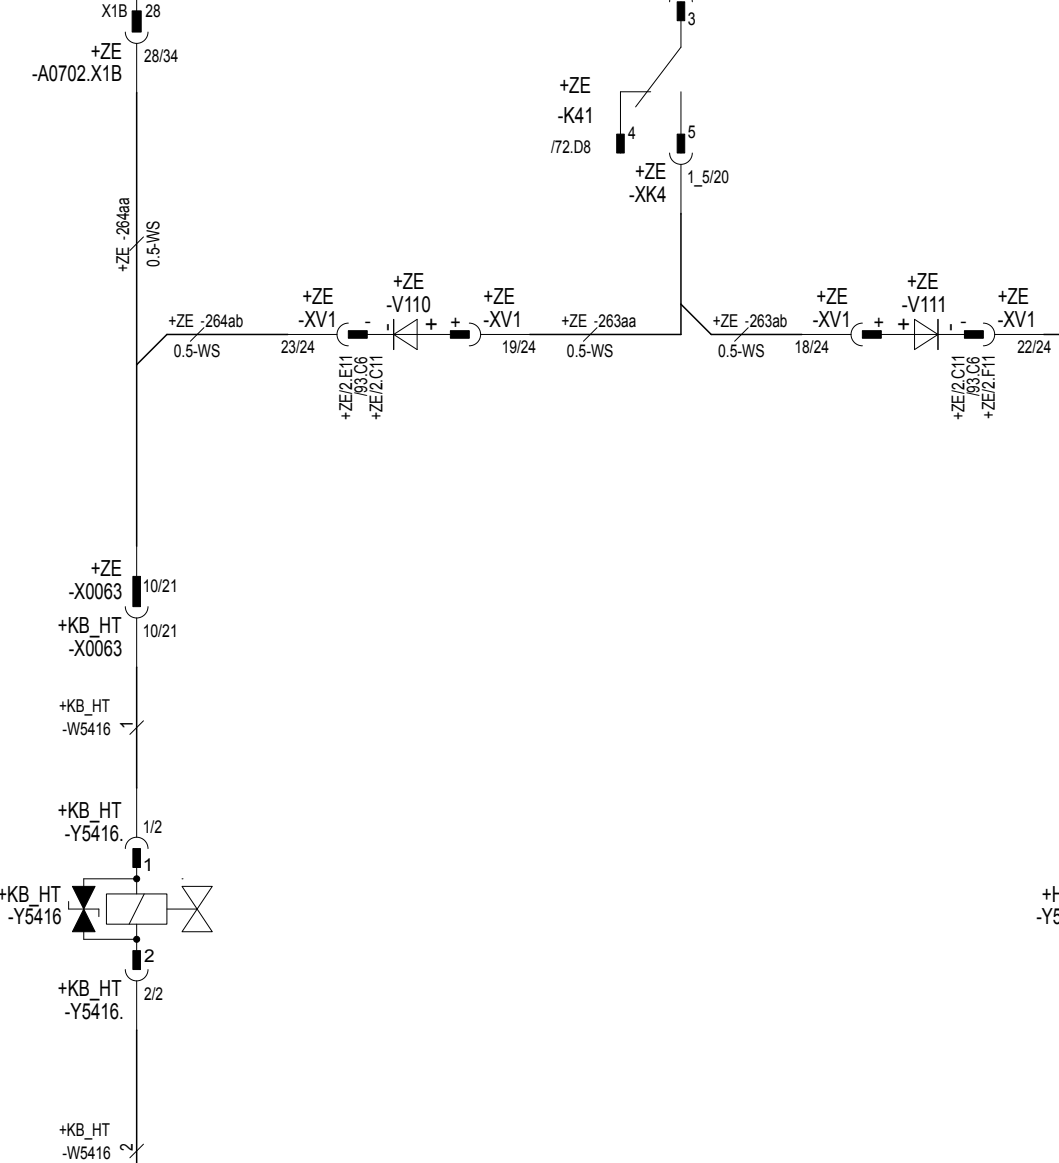 X1B 28
3
+ZE
-A0702.X1B
28/34
+ZE
-K41
/72.D8
4
5
+ZE
-XK4
1_5/20
+ZE -264aa
0.5-WS
+ZE -264ab
0.5-WS
+ZE
-XV1
23/24
-
+ZE/2.E11
/93.C6
+ZE/2.C11
+ZE
-V110
- +
+
+ZE
-XV1
19/24
+ZE -263aa
0.5-WS
+ZE -263ab
0.5-WS
+ZE
-XV1
18/24
+
+ZE
-V111
+ -
-
+ZE/2.C11
/93.C6
+ZE/2.F11
+ZE
-XV1
22/24
+ZE
-X0063
10/21
+KB_HT
-X0063
10/21
+KB_HT
-W5416
1
+KB_HT
-Y5416.
1/2
1
+KB_HT
-Y5416
2
+KB_HT
-Y5416.
2/2
+KB_HT
-W5416
2
+H
-Y5